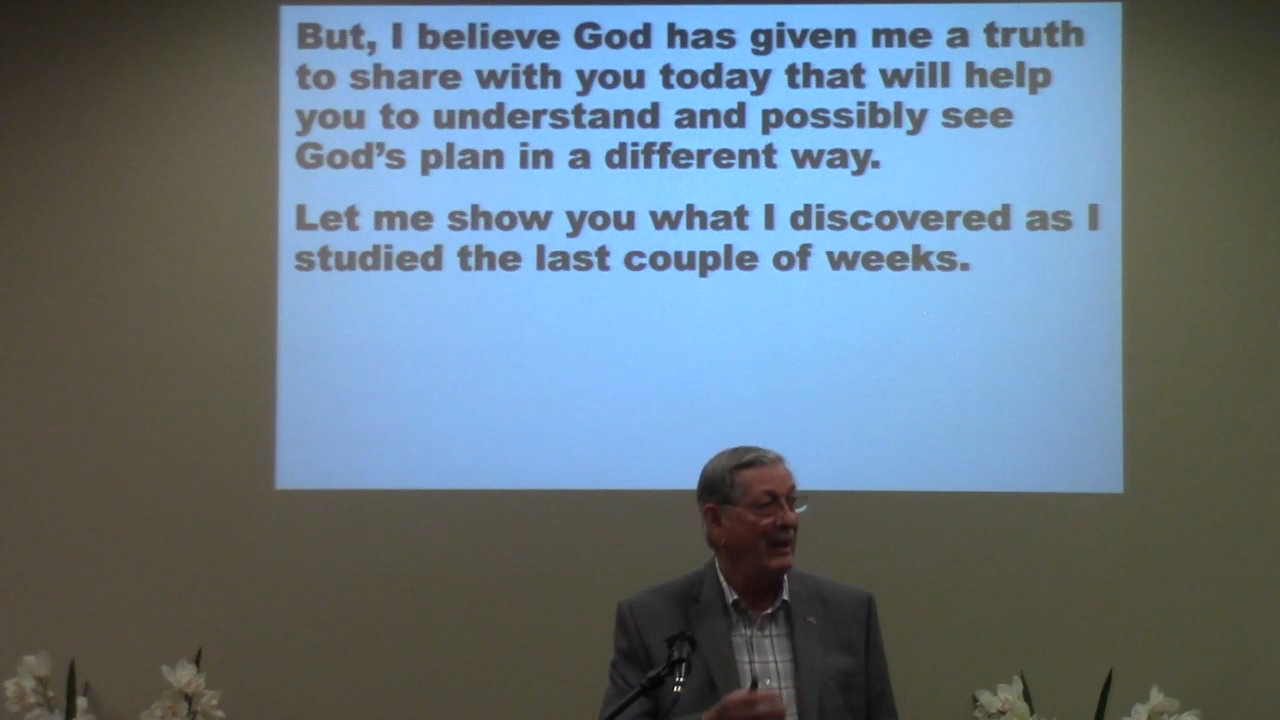 But, I believe God has given me a truth
to share with you today that will help
you to understand and possibly see
God’s plan in a different way.
Let me show you what I discovered as I
studied the last couple of weeks.